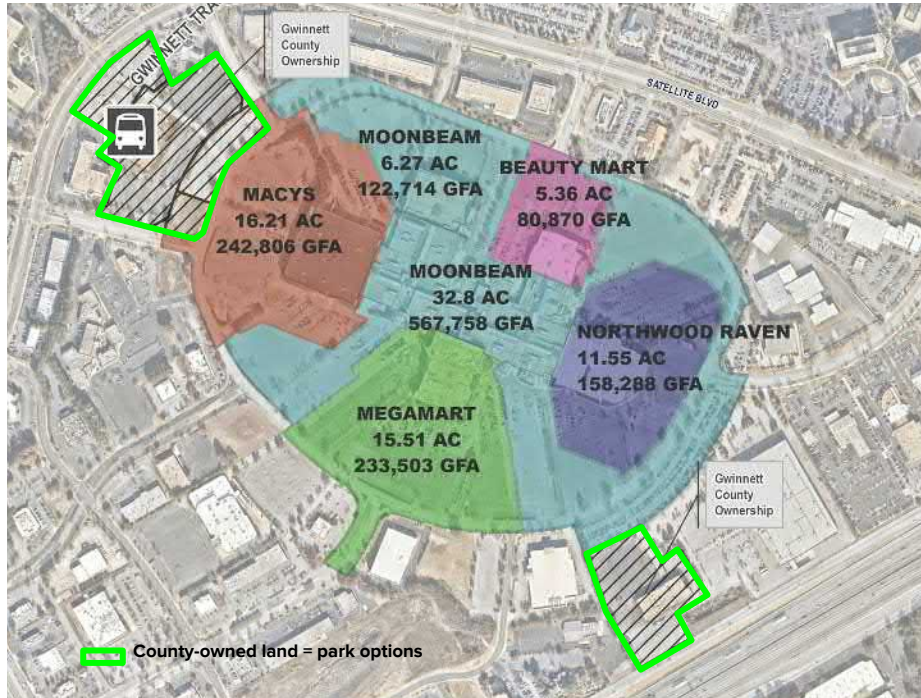 GWINNETT TRA
Gwinnett
County
Ownership
SATELLITE BLVD
MOONBEAM
6.27 AC
122,714 GFA
BEAUTY MART
5.36 AC
80,870 GFA
MACYS
16.21 AC
242,806 GFA
MOONBEAM
32.8 AC
567,758 GFA
NORTHWOOD RAVEN
11.55 AC
158,288 GFA
MEGAMART
15.51 AC
233,503 GFA
Gwinnett
County
Ownership
County-owned land = park options